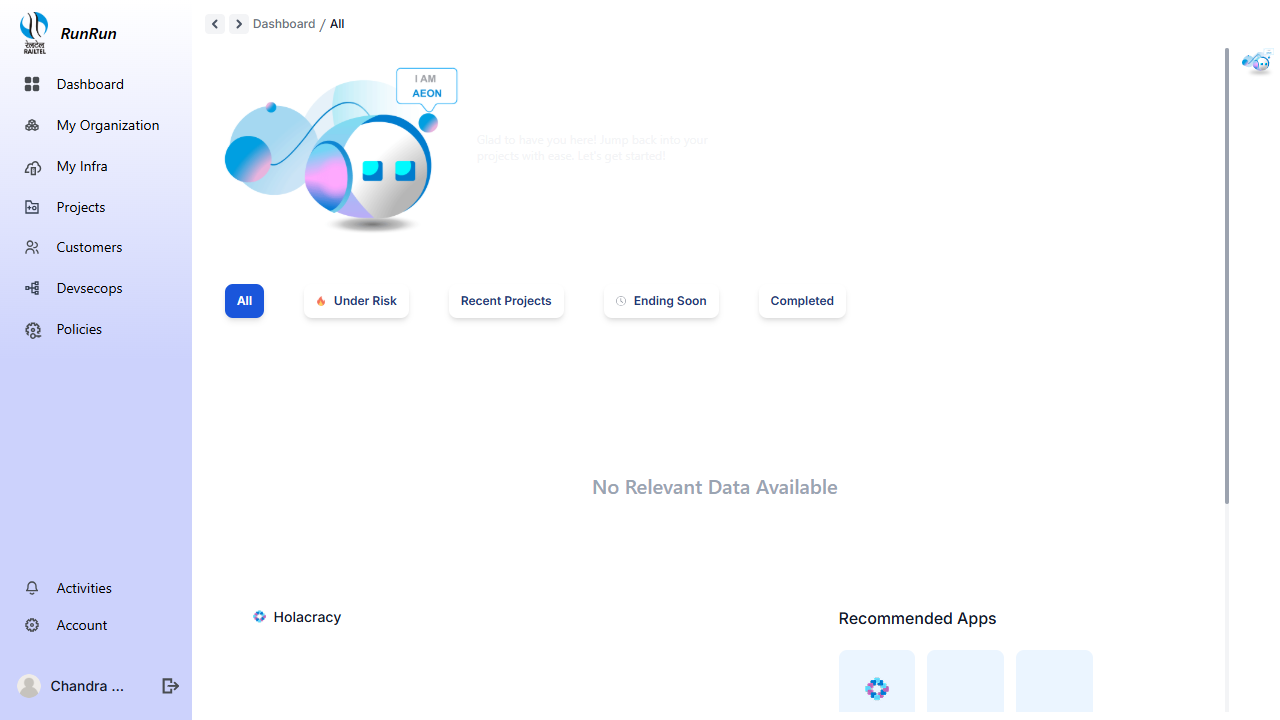 रेलटेल
RAILTEL
RunRun
Dashboard
My Organization
My Infra
Projects
Customers
Devsecops
Policies
Activities
Account
Chandra ...
Dashboard / All
I AM
AEON
Glad to have you here! Jump back into your
projects with ease. Let's get started!
All
Under Risk
Recent Projects
Ending Soon
Completed
No Relevant Data Available
Holacracy
Recommended Apps